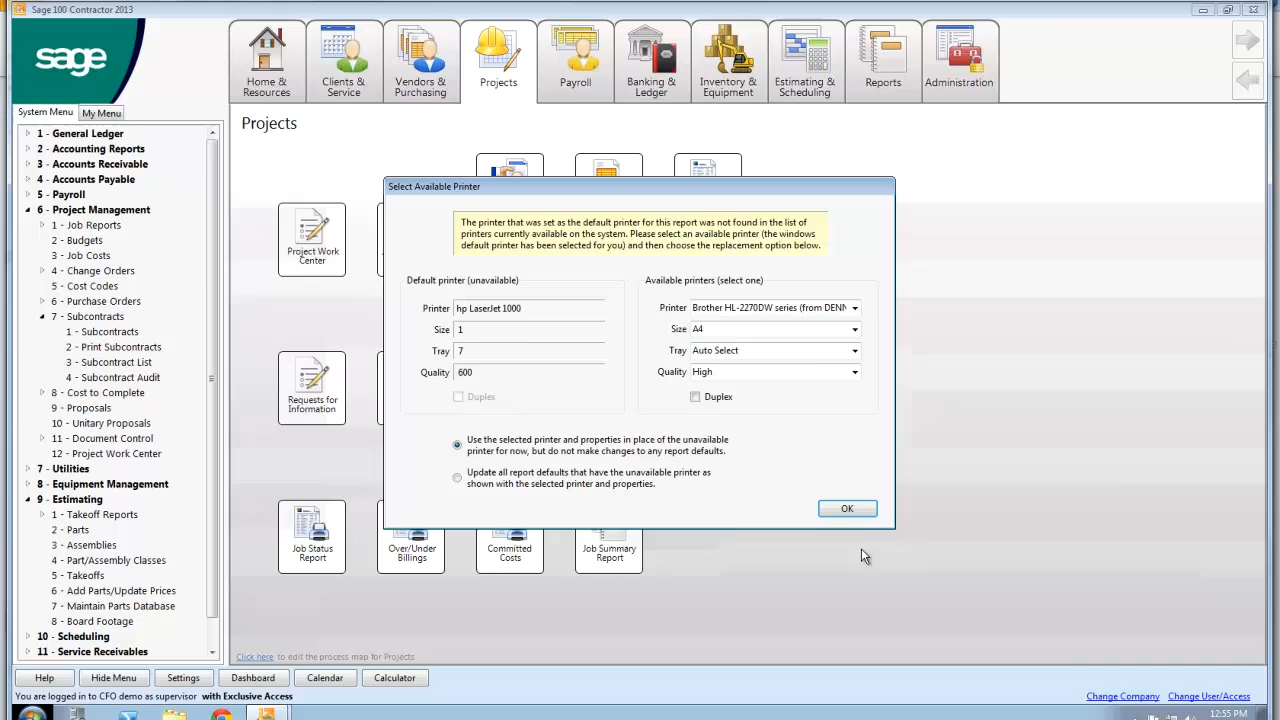 Sage 100 Contractor 2013
sage
Home & Resources
Clients & Service
Vendors & Purchasing
Projects
Payroll
Banking & Ledger
Inventory & Equipment
Estimating & Scheduling
Reports
Administration
System Menu
My Menu
1 - General Ledger
2 - Accounting Reports
3 - Accounts Receivable
4 - Accounts Payable
5 - Payroll
6 - Project Management
1 - Job Reports
2 - Budgets
3 - Job Costs
4 - Change Orders
5 - Cost Codes
6 - Purchase Orders
7 - Subcontracts
1 - Subcontracts
2 - Print Subcontracts
3 - Subcontract List
4 - Subcontract Audit
8 - Cost to Complete
9 - Proposals
10 - Unitary Proposals
11 - Document Control
12 - Project Work Center
7 - Utilities
8 - Equipment Management
9 - Estimating
1 - Takeoff Reports
2 - Parts
3 - Assemblies
4 - Part/Assembly Classes
5 - Takeoffs
6 - Add Parts/Update Prices
7 - Maintain Parts Database
8 - Board Footage
10 - Scheduling
11 - Service Receivables
Projects
Project Work
Center
Requests for
Information
Job Status
Report
Over/Under
Billings
Committed
Costs
Job Summary
Report
Select Available Printer
The printer that was set as the default printer for this report was not found in the list of
printers currently available on the system. Please select an available printer (the windows
default printer has been selected for you) and then choose the replacement option below.
Default printer (unavailable)
Printer hp LaserJet 1000
Size 1
Tray 7
Quality 600
Duplex
Available printers (select one)
Printer Brother HL-2270DW series (from DENN
Size A4
Tray Auto Select
Quality High
Duplex
Use the selected printer and properties in place of the unavailable
printer for now, but do not make changes to any report defaults.
Update all report defaults that have the unavailable printer as
shown with the selected printer and properties.
OK
Click here to edit the process map for Projects
Help
Hide Menu
Settings
Dashboard
Calendar
Calculator
You are logged in to CFO demo as supervisor with Exclusive Access
Change Company
Change User/Access
12:55 PM